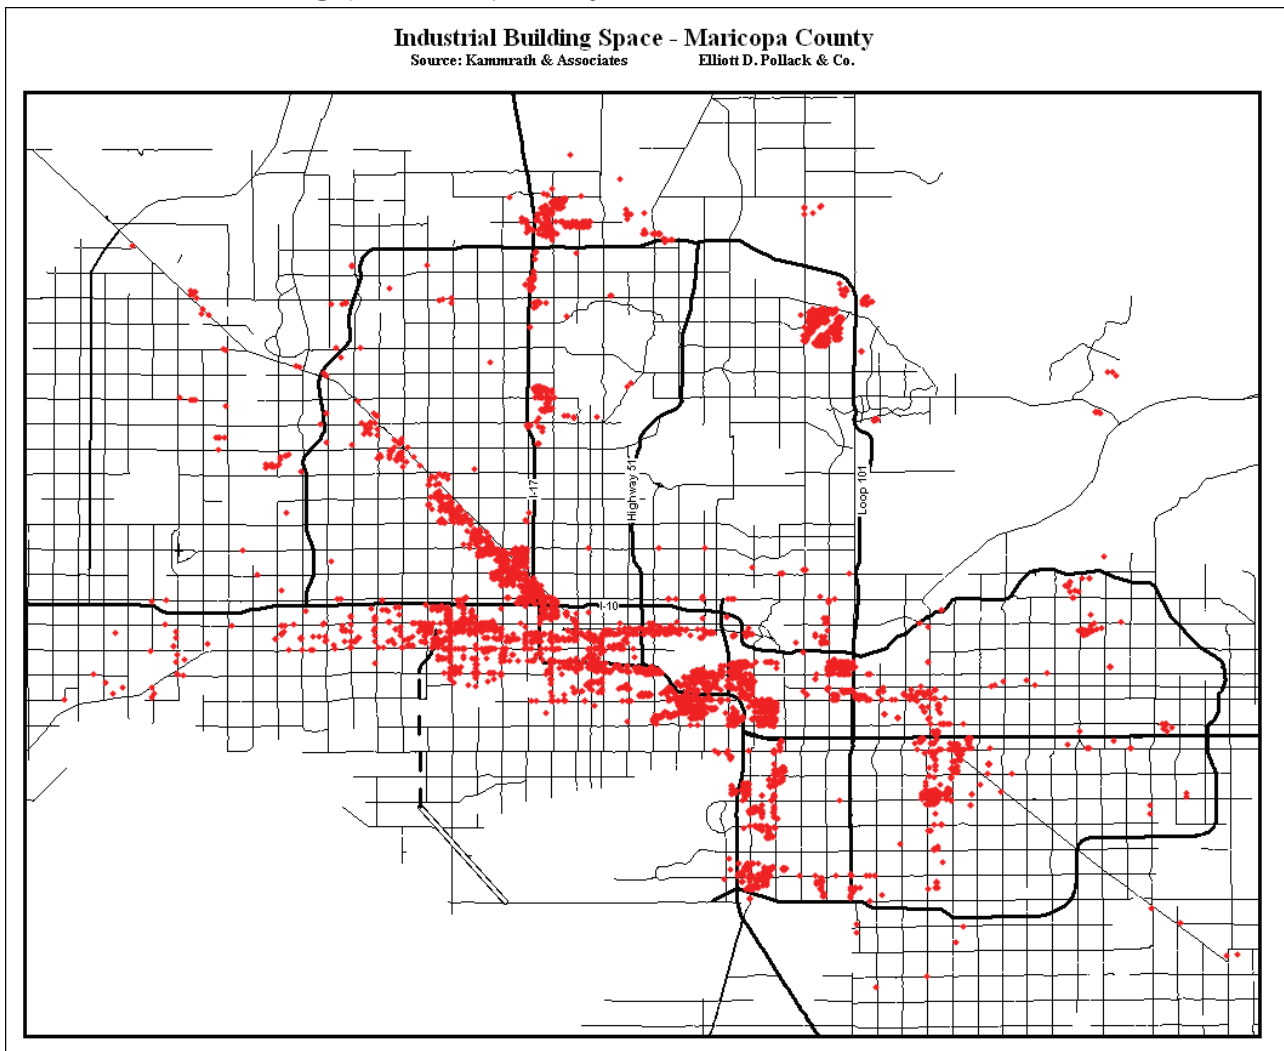 Industrial Building Space - Maricopa County
Source: Kammrath & Associates Elliott D. Pollack & Co.
I-17
Highway 51
Loop 101
I-10